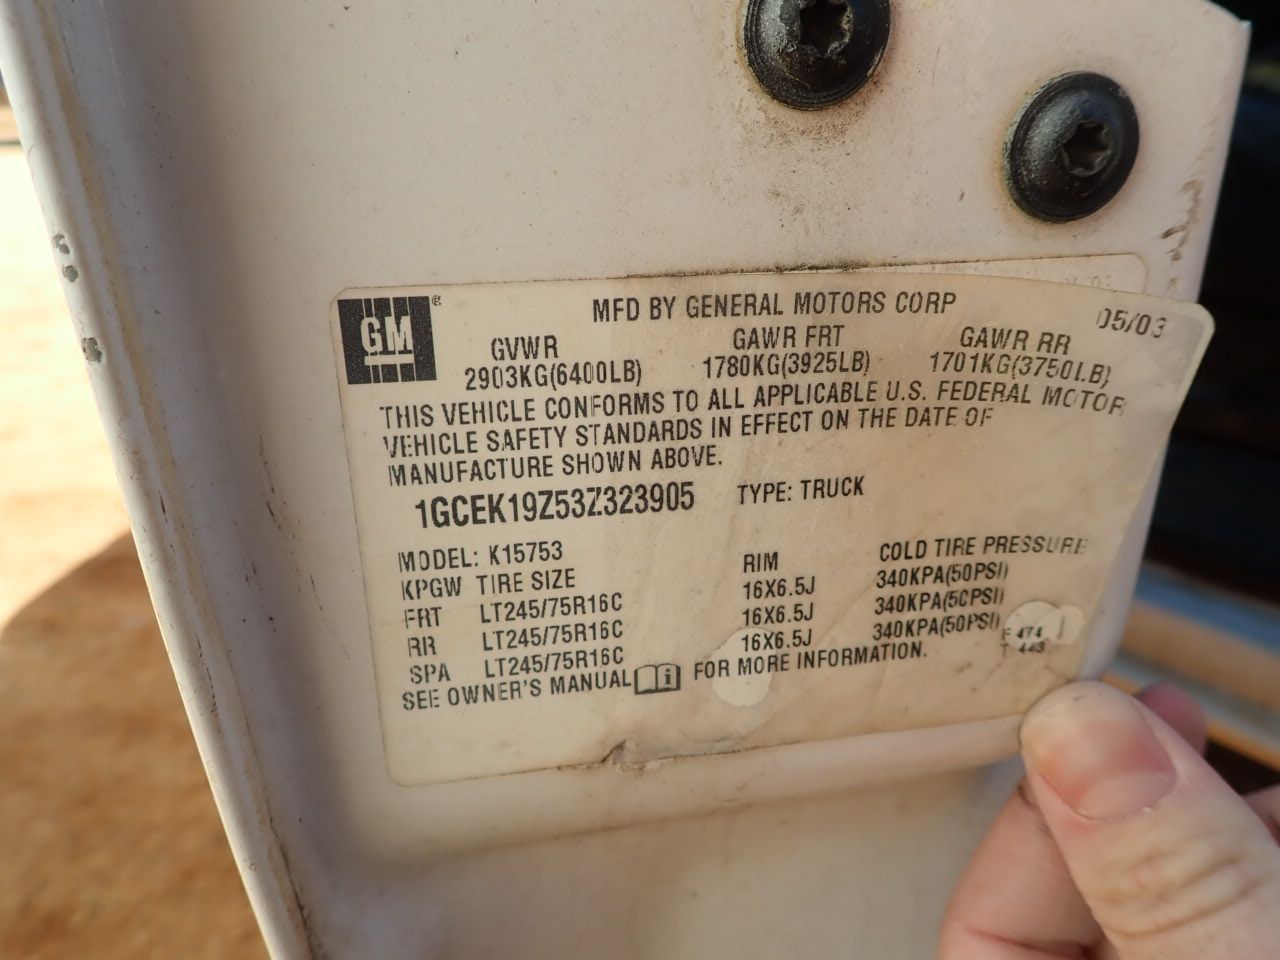 GM®
MFD BY GENERAL MOTORS CORP 05/03
GVWR GAWR FRT GAWR RR
2903KG(6400LB) 1780KG(3925LB) 1701KG(3750LB)
THIS VEHICLE CONFORMS TO ALL APPLICABLE U.S. FEDERAL MOTOR
VEHICLE SAFETY STANDARDS IN EFFECT ON THE DATE OF
MANUFACTURE SHOWN ABOVE.
1GCEK19Z53Z323905 TYPE: TRUCK
MODEL: K15753
KPGW TIRE SIZE RIM COLD TIRE PRESSURE
FRT LT245/75R16C 16X6.5J 340KPA(50PSI)
RR LT245/75R16C 16X6.5J 340KPA(50PSI)
SPA LT245/75R16C 16X6.5J 340KPA(50PSI)
SEE OWNER'S MANUAL i FOR MORE INFORMATION.
F 474
T 443